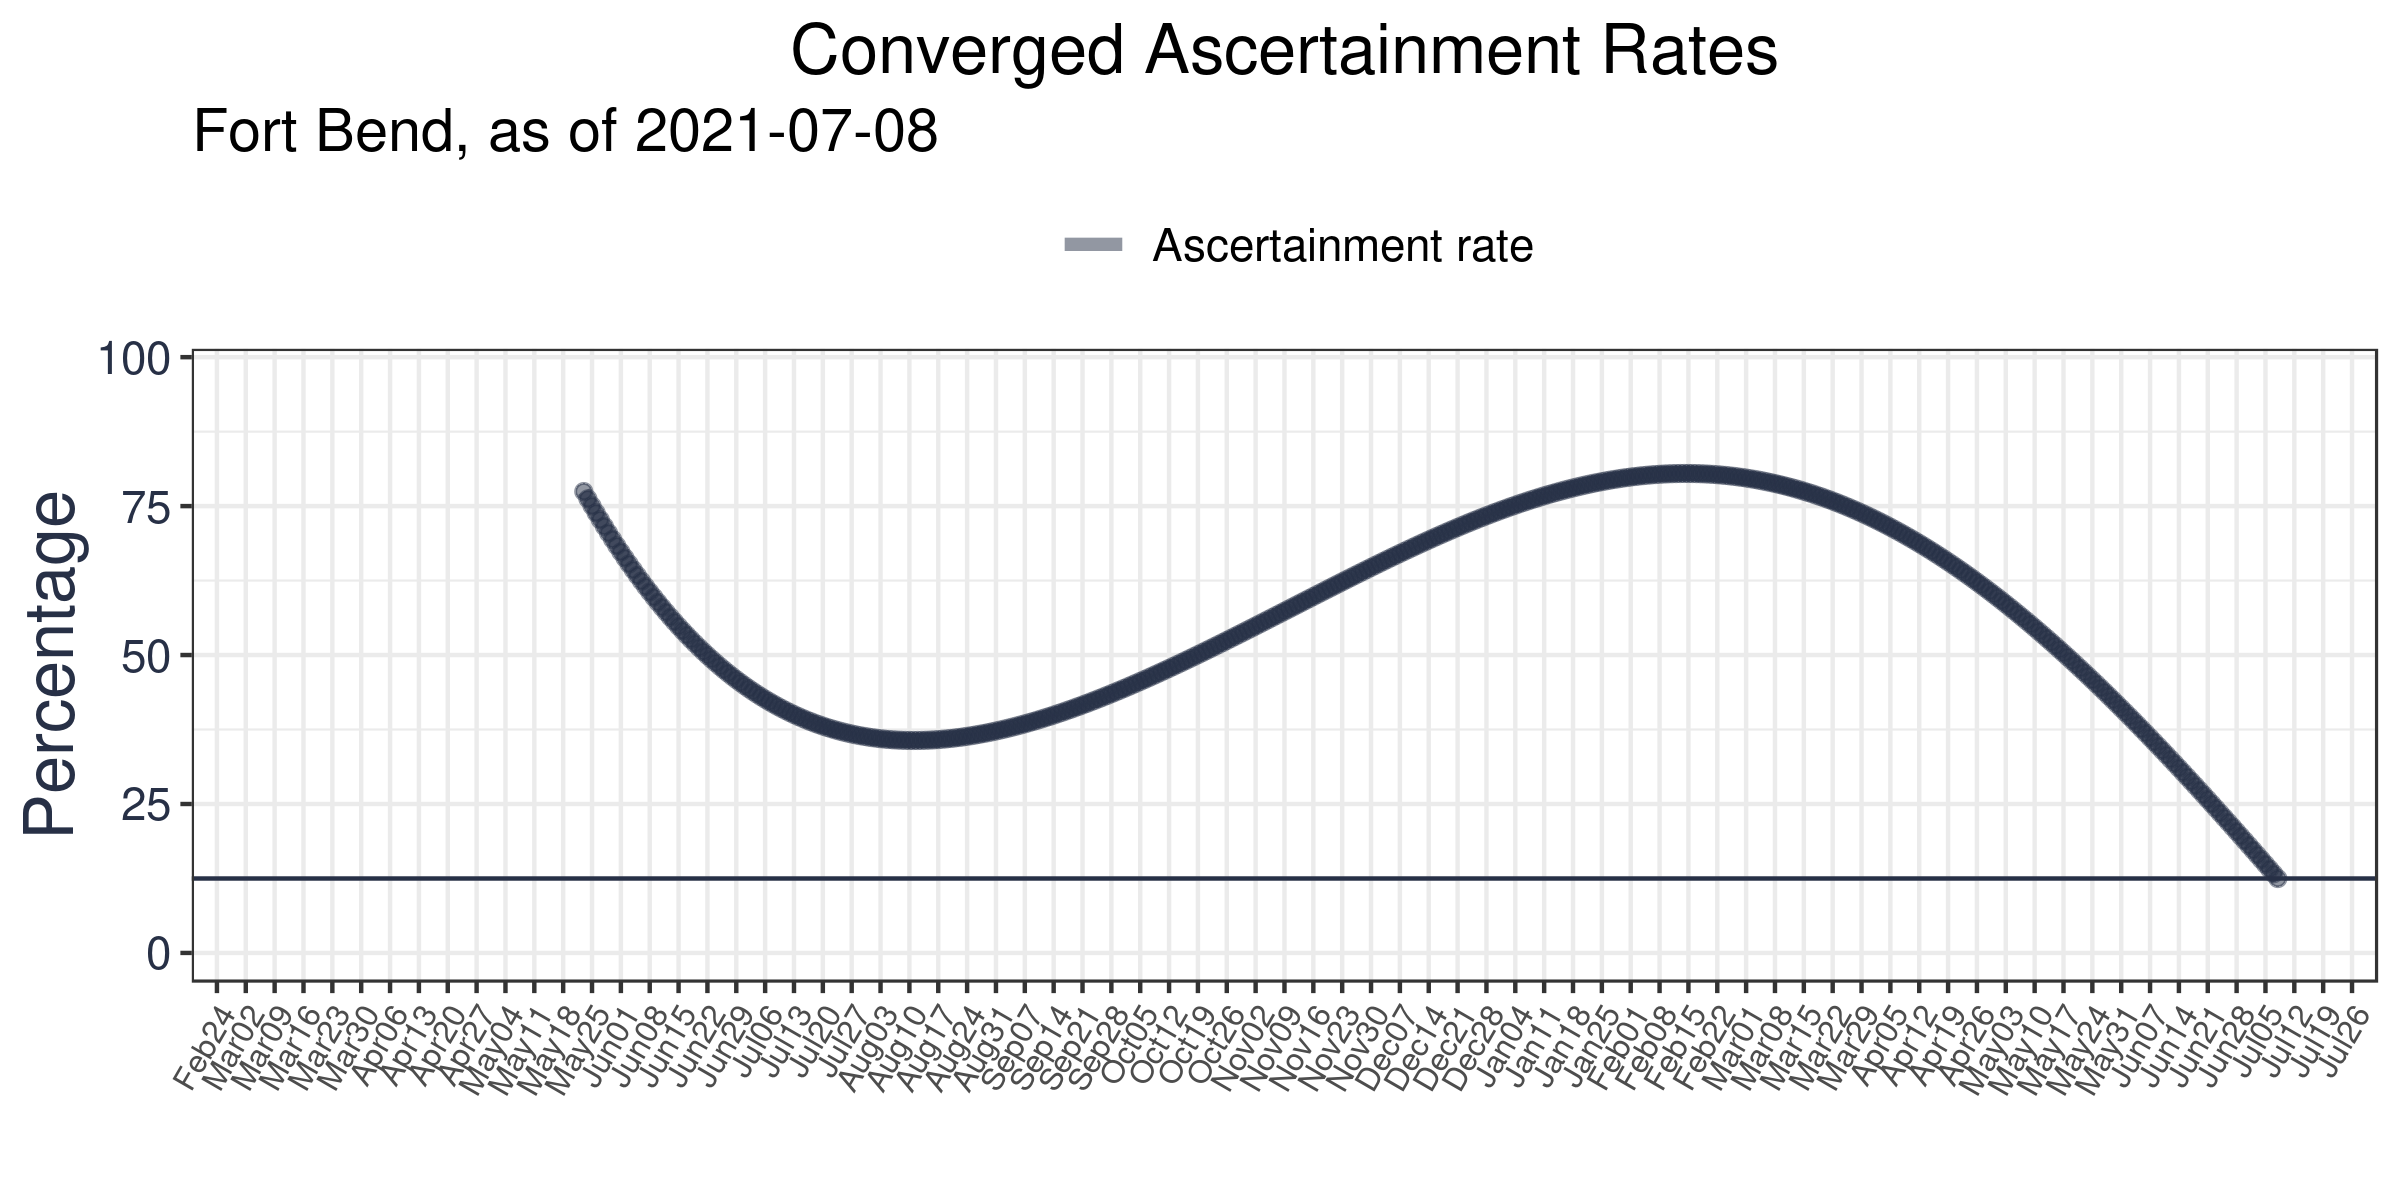 Converged Ascertainment Rates
Fort Bend, as of 2021-07-08
Ascertainment rate
Percentage
100
75
50
25
0
Feb24
Mar02
Mar09
Mar16
Mar23
Mar30
Apr06
Apr13
Apr20
Apr27
May04
May11
May18
May25
Jun01
Jun08
Jun15
Jun22
Jun29
Jul06
Jul13
Jul20
Jul27
Aug03
Aug10
Aug17
Aug24
Aug31
Sep07
Sep14
Sep21
Sep28
Oct05
Oct12
Oct19
Oct26
Nov02
Nov09
Nov16
Nov23
Nov30
Dec07
Dec14
Dec21
Dec28
Jan04
Jan11
Jan18
Jan25
Feb01
Feb08
Feb15
Feb22
Mar01
Mar08
Mar15
Mar22
Mar29
Apr05
Apr12
Apr19
Apr26
May03
May10
May17
May24
May31
Jun07
Jun14
Jun21
Jun28
Jul05
Jul12
Jul19
Jul26